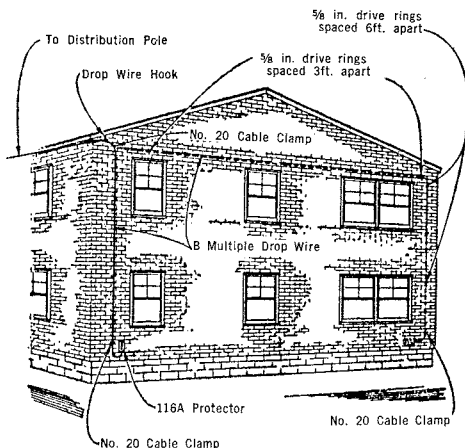 ⅝ in. drive rings
spaced 6ft. apart
To Distribution Pole
⅝ in. drive rings
spaced 3ft. apart
Drop Wire Hook
No. 20 Cable Clamp
B Multiple Drop Wire
116A Protector
No. 20 Cable Clamp
No. 20 Cable Clamp